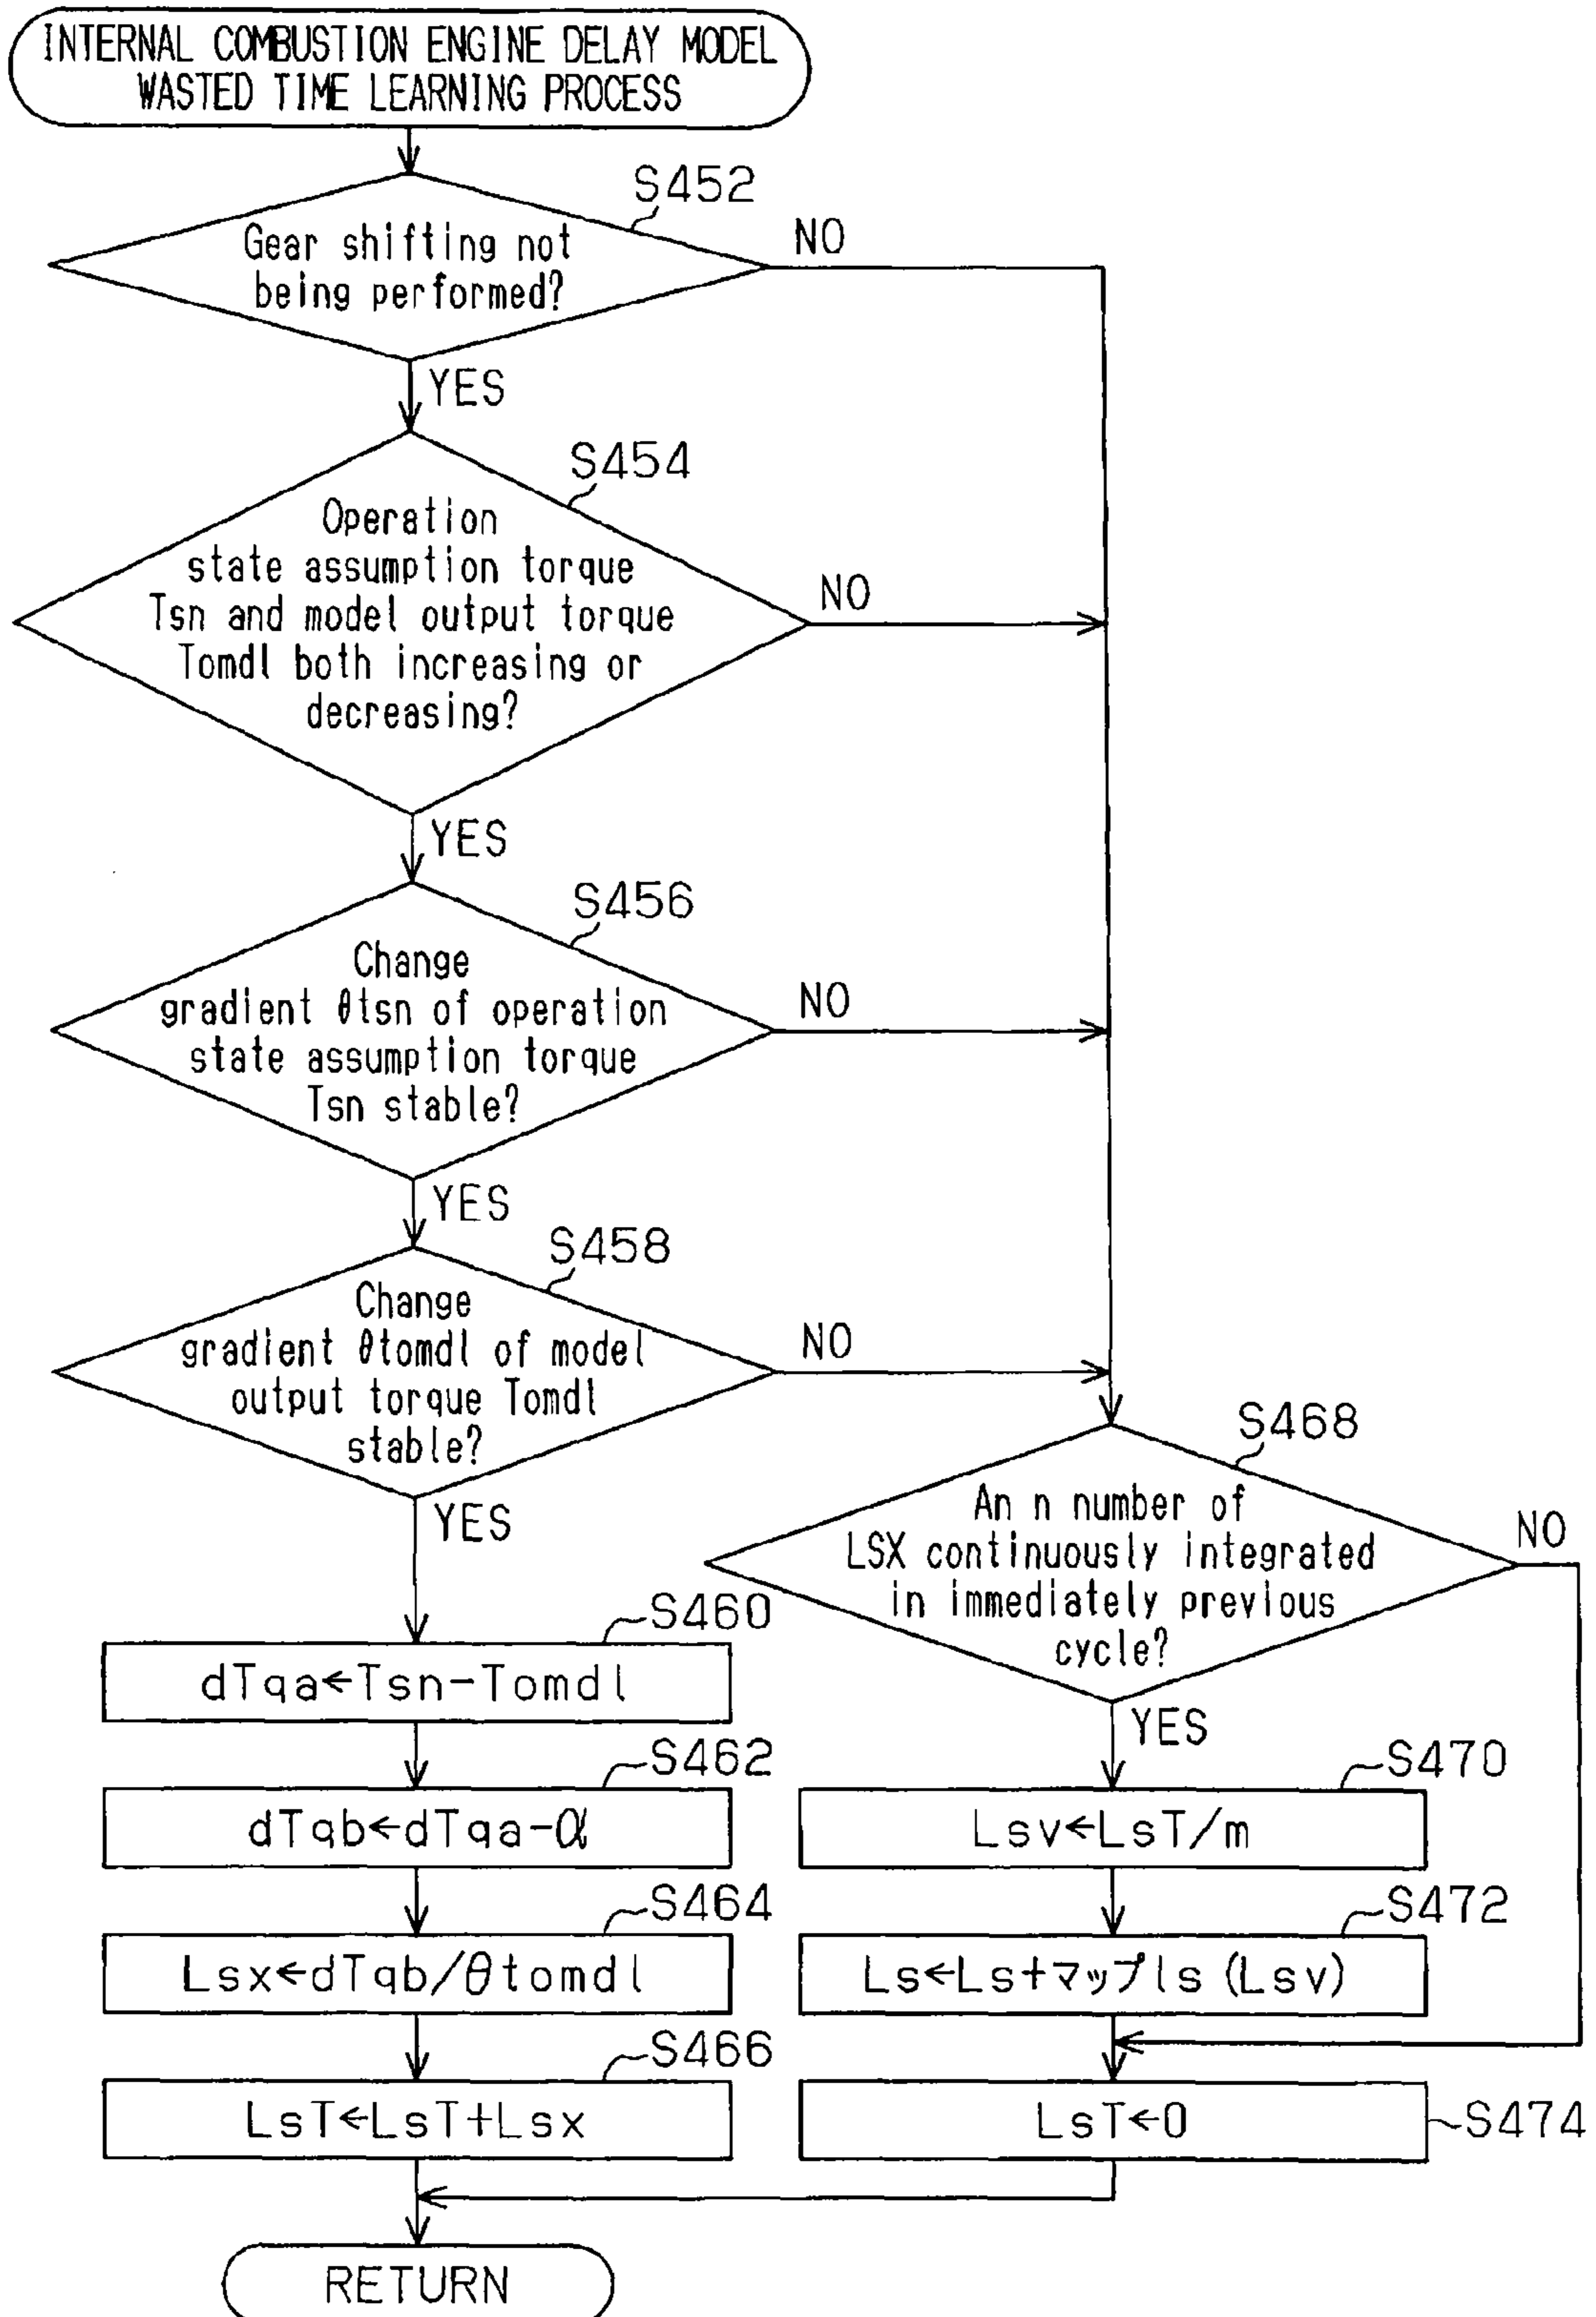 INTERNAL COMBUSTION ENGINE DELAY MODEL
WASTED TIME LEARNING PROCESS
S452
Gear shifting not
being performed?
NO
YES
S454
Operation
state assumption torque
Tsn and model output torque
Tomdl both increasing or
decreasing?
NO
YES
S456
Change
gradient θtsn of operation
state assumption torque
Tsn stable?
NO
YES
S458
Change
gradient θtomdl of model
output torque Tomdl
stable?
NO
YES
S460
dTqa←Tsn-Tomdl
S462
dTqb←dTqa-α
S464
Lsx←dTqb/θtomdl
S466
LsT←LsT+Lsx
S468
An n number of
LSX continuously integrated
in immediately previous
cycle?
NO
YES
S470
Lsv←LsT/m
S472
Ls←Ls+マップls(Lsv)
LsT←0
S474
RETURN